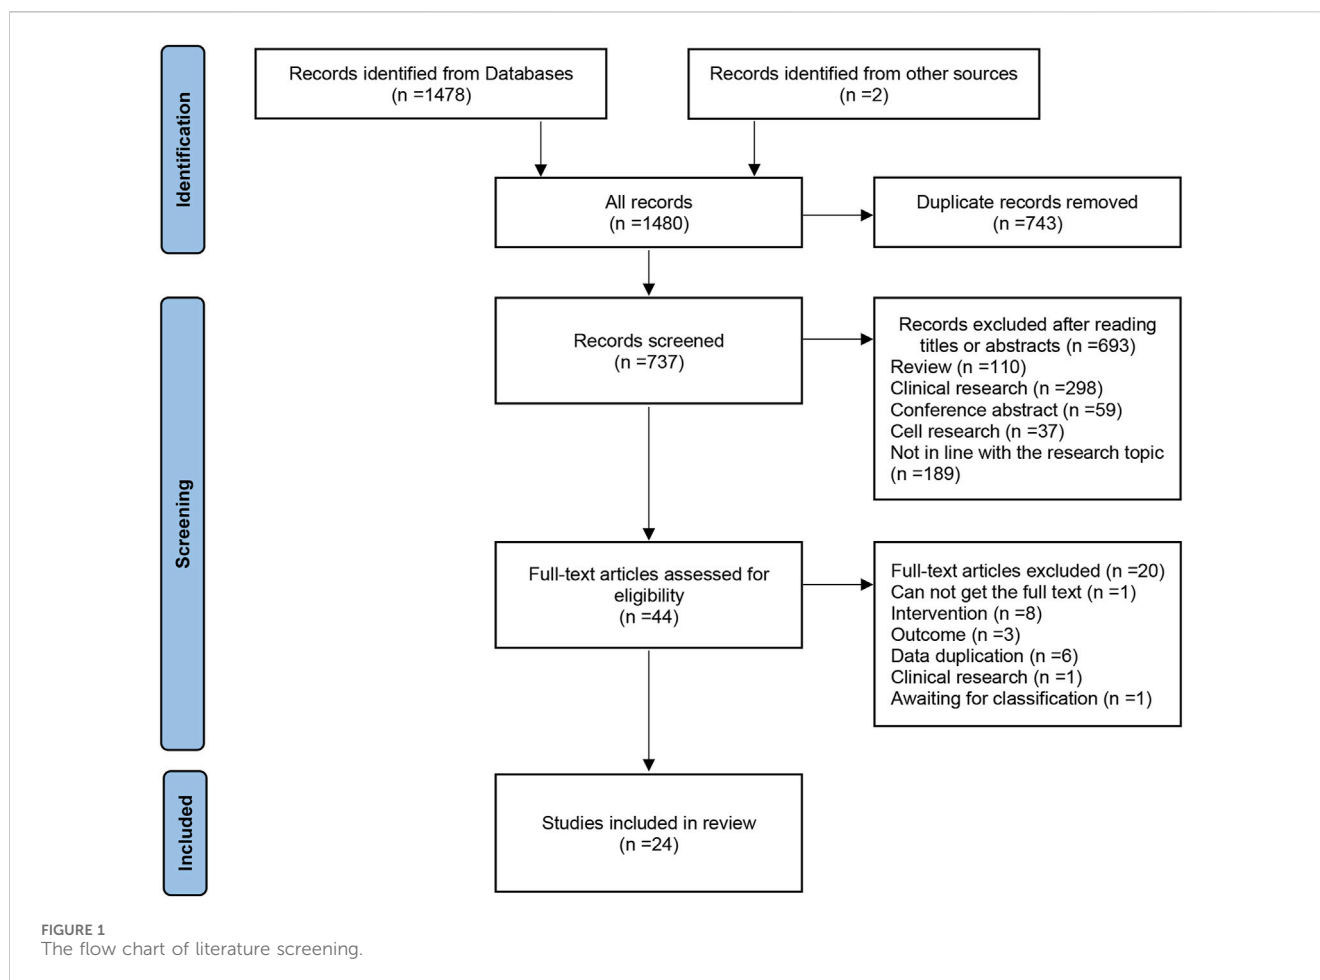 Identification
Records identified from Databases
(n =1478)
Records identified from other sources
(n =2)
All records
(n =1480)
Duplicate records removed
(n =743)
Screening
Records screened
(n =737)
Records excluded after reading
titles or abstracts (n =693)
Review (n =110)
Clinical research (n =298)
Conference abstract (n =59)
Cell research (n =37)
Not in line with the research topic
(n =189)
Full-text articles assessed for
eligibility
(n =44)
Full-text articles excluded (n =20)
Can not get the full text (n =1)
Intervention (n =8)
Outcome (n =3)
Data duplication (n =6)
Clinical research (n =1)
Awaiting for classification (n =1)
Included
Studies included in review
(n =24)
FIGURE 1
The flow chart of literature screening.